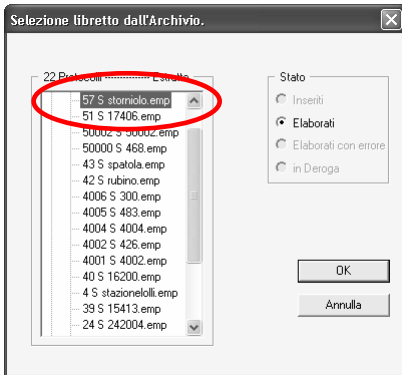 Selezione libretto dall'Archivio.
22 Protocolli ---------------- Estratto
57 S storniolo.emp
51 S 17406.emp
50002 S 50002.emp
50000 S 468.emp
43 S spatola.emp
42 S rubino.emp
4006 S 300.emp
4005 S 483.emp
4004 S 4004.emp
4002 S 426.emp
4001 S 4002.emp
40 S 16200.emp
4 S stazionelolli.emp
39 S 15413.emp
24 S 242004.emp
Stato
Inseriti
Elaborati
Elaborati con errore
in Deroga
OK
Annulla